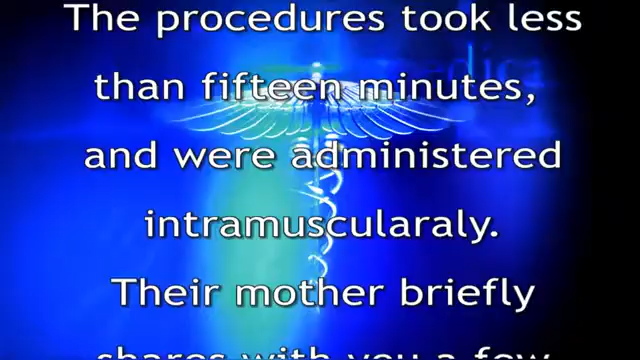 The procedures took less
than fifteen minutes,
and were administered
intramuscularaly.
Their mother briefly
shares with you a few